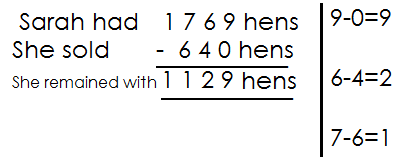 Sarah had 1 7 6 9 hens
She sold - 6 4 0 hens
She remained with 1 1 2 9 hens
9-0=9
6-4=2
7-6=1